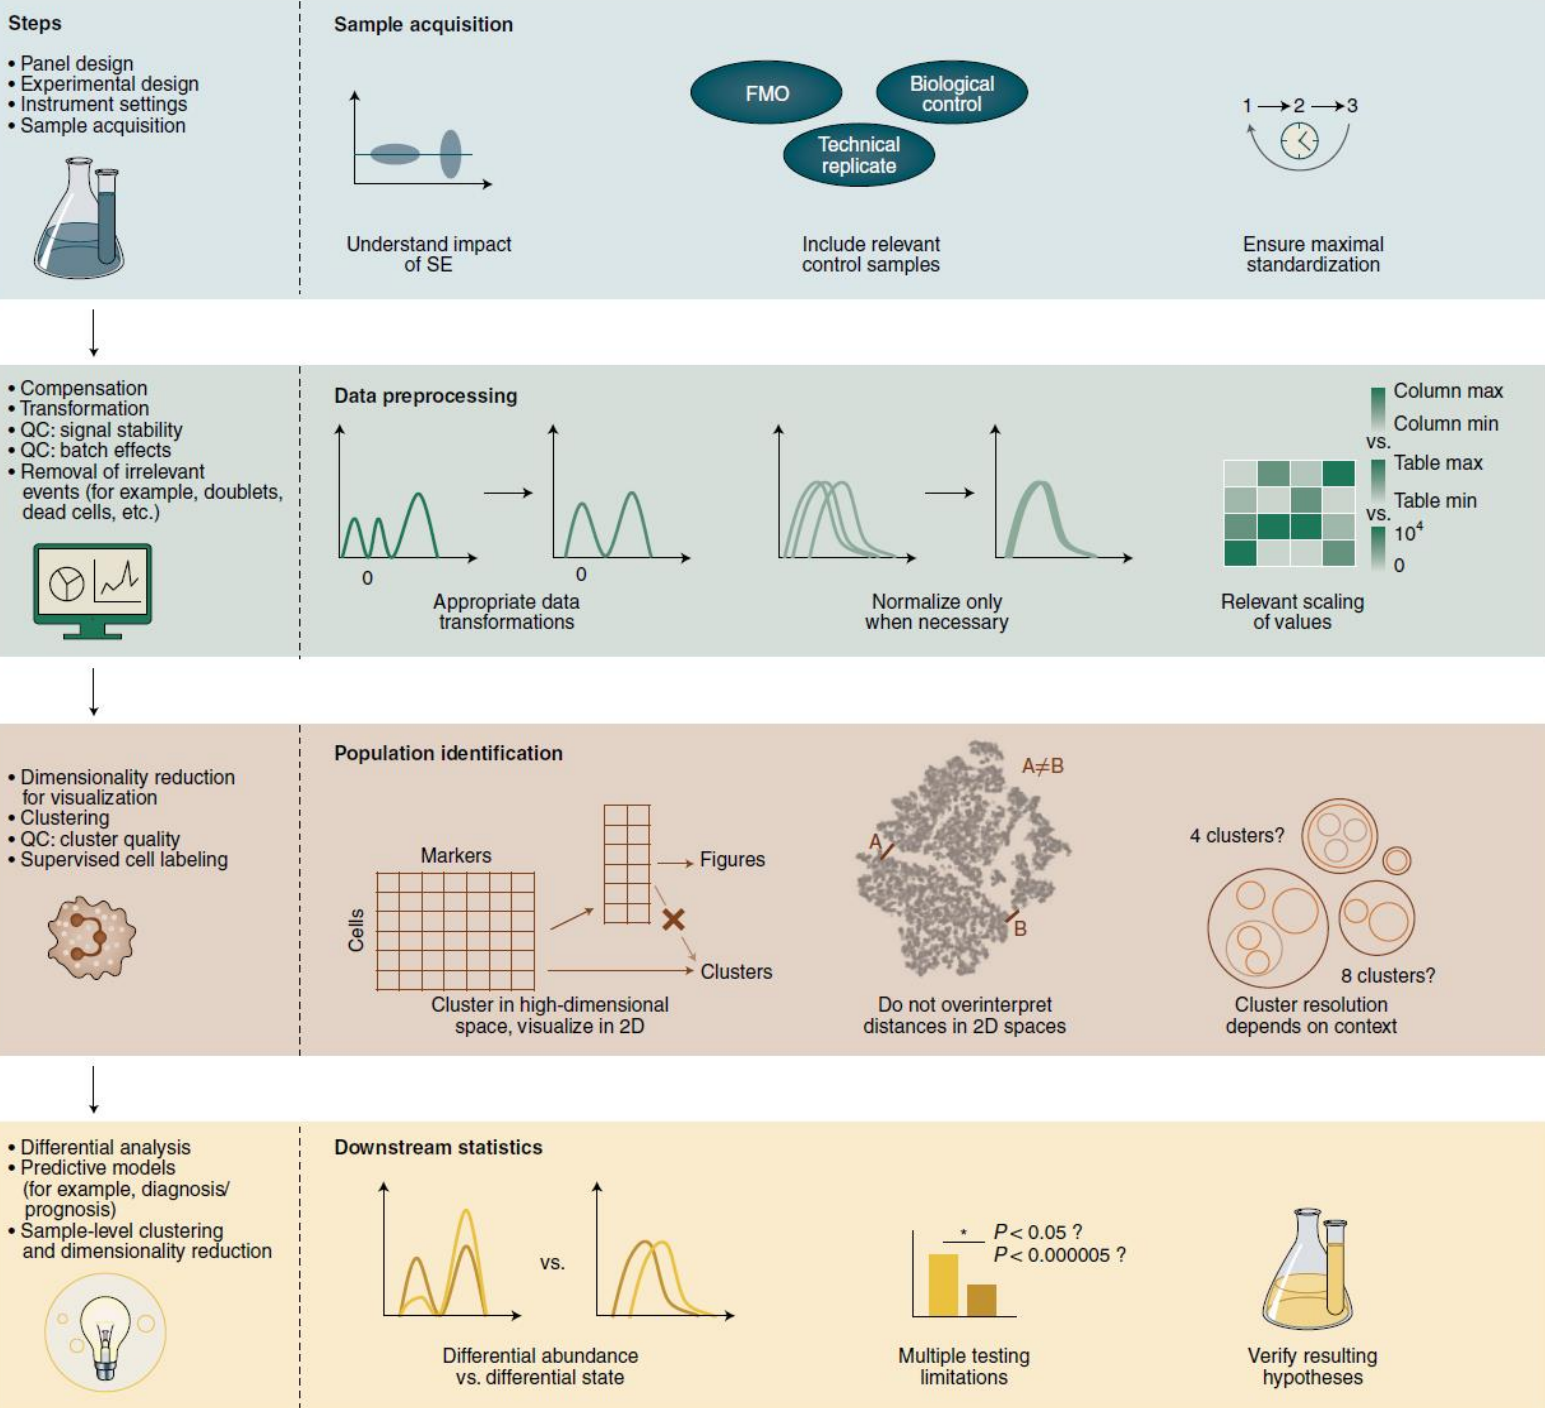 Steps
• Panel design
• Experimental design
• Instrument settings
• Sample acquisition
Sample acquisition
Understand impact
of SE
FMO
Biological
control
Technical
replicate
Include relevant
control samples
1
2
3
Ensure maximal
standardization
• Compensation
• Transformation
• QC: signal stability
• QC: batch effects
• Removal of irrelevant
events (for example, doublets,
dead cells, etc.)
Data preprocessing
0
0
Appropriate data
transformations
Normalize only
when necessary
Column max
Column min
vs.
Table max
Table min
vs.
10⁴
0
Relevant scaling
of values
• Dimensionality reduction
for visualization
• Clustering
• QC: cluster quality
• Supervised cell labeling
Population identification
Markers
Cells
Figures
Clusters
Cluster in high-dimensional
space, visualize in 2D
A≠B
A
B
Do not overinterpret
distances in 2D spaces
4 clusters?
8 clusters?
Cluster resolution
depends on context
• Differential analysis
• Predictive models
(for example, diagnosis/
prognosis)
• Sample-level clustering
and dimensionality reduction
Downstream statistics
vs.
Differential abundance
vs. differential state
*
P < 0.05 ?
P < 0.000005 ?
Multiple testing
limitations
Verify resulting
hypotheses